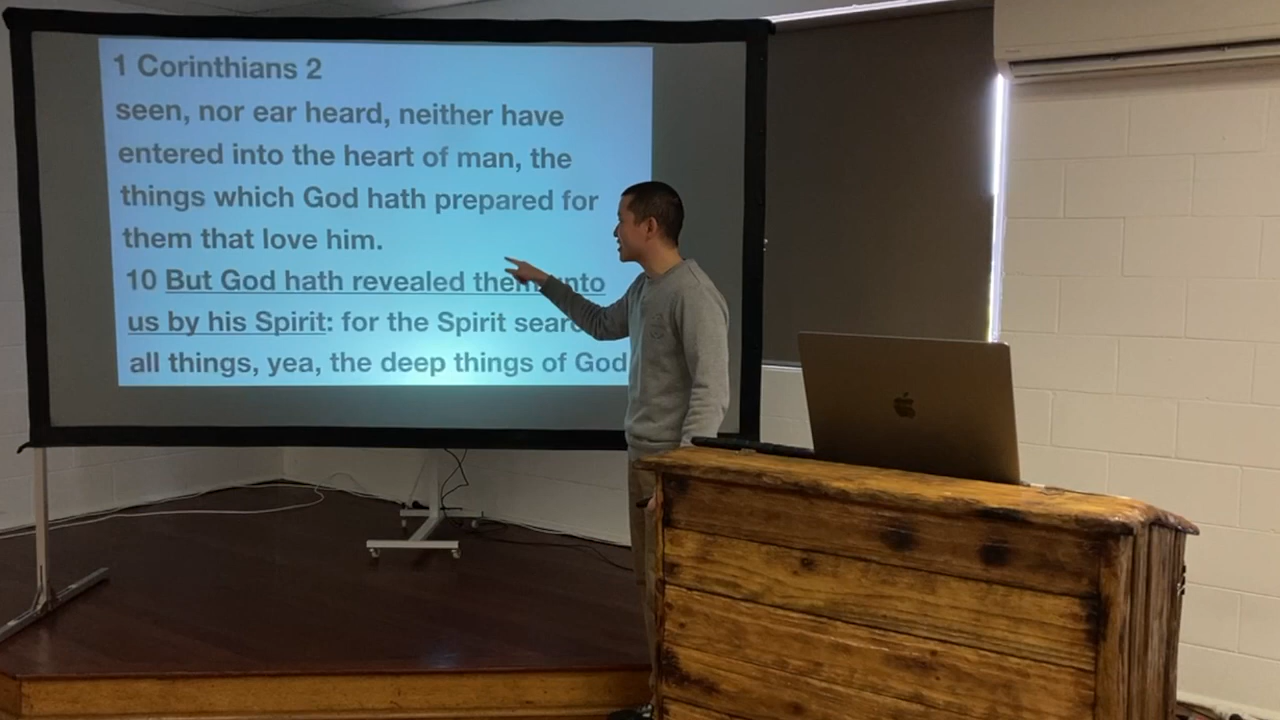 1 Corinthians 2
seen, nor ear heard, neither have
entered into the heart of man, the
things which God hath prepared for
them that love him.
10 But God hath revealed them unto
us by his Spirit: for the Spirit
all things, yea, the deep things of God